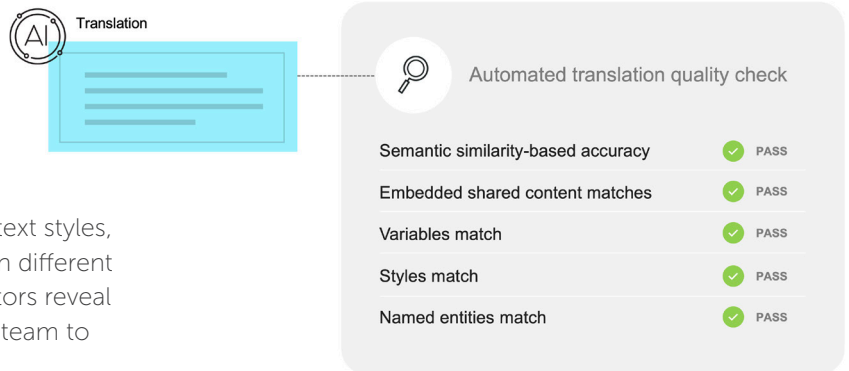 AI
Translation
Automated translation quality check
Semantic similarity-based accuracy PASS
Embedded shared content matches PASS
Variables match PASS
Styles match PASS
Named entities match PASS
text styles,
n different
tors reveal
team to